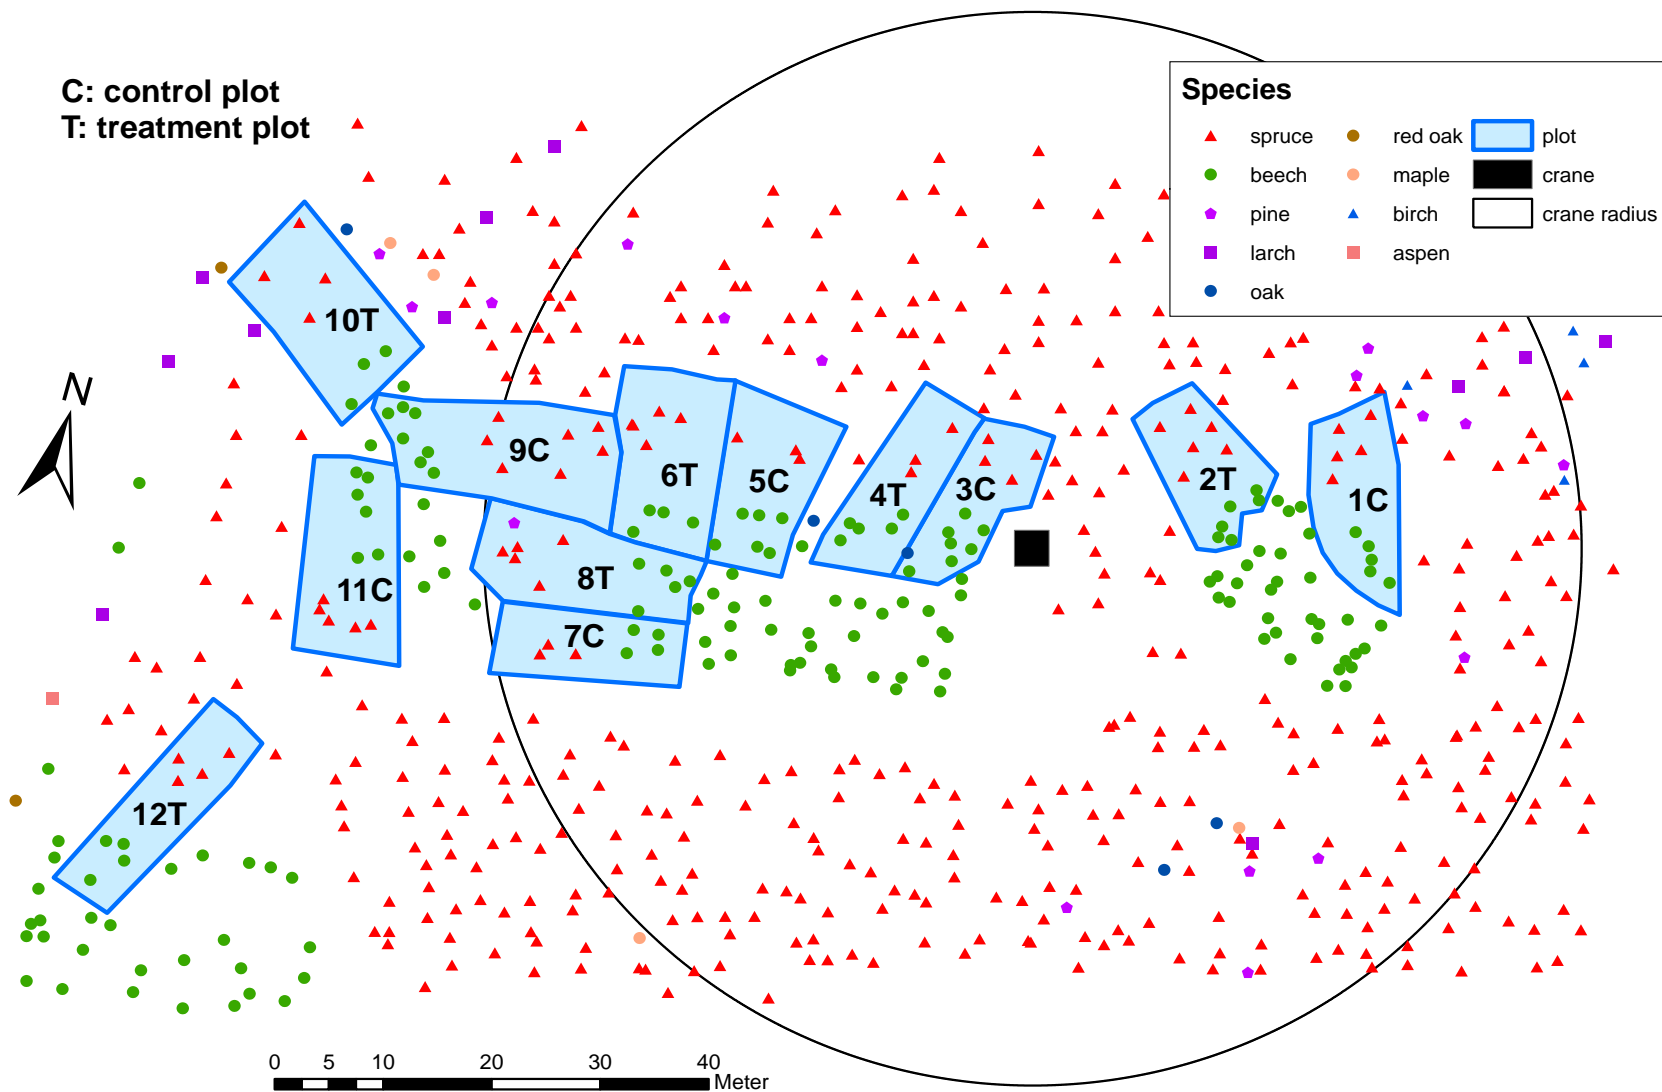 C: control plot
T: treatment plot
Species
spruce
red oak
plot
beech
maple
crane
pine
birch
crane radius
larch
aspen
oak
10T
N
9C
6T
5C
4T
3C
2T
1C
11C
8T
7C
12T
0 5 10 20 30 40
Meter